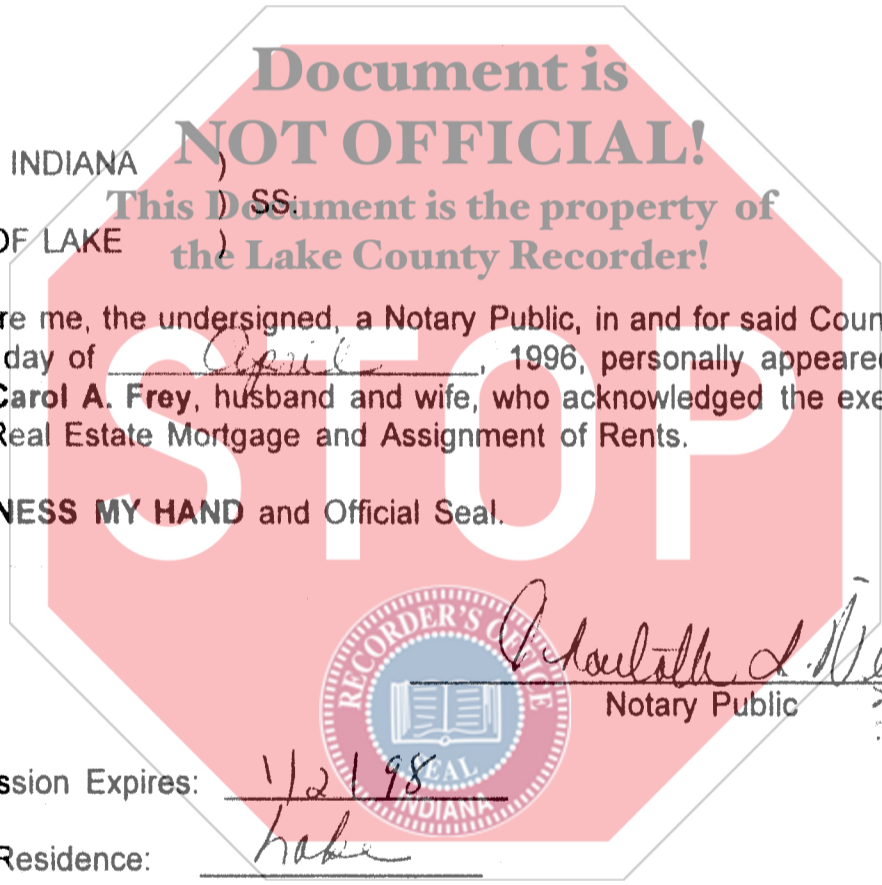 Document is
NOT OFFICIAL!
INDIANA )
This Document is the property of
) SS:
the Lake County Recorder!
OF LAKE )
re me, the undersigned, a Notary Public, in and for said Coun
day of April, 1996, personally appeared
Carol A. Frey, husband and wife, who acknowledged the exe
Real Estate Mortgage and Assignment of Rents.
STOP
NESS MY HAND and Official Seal.
RECORDER'S OFFICE
SEAL
INDIANA
Notary Public
ssion Expires: 1/2/98
Residence: Lake